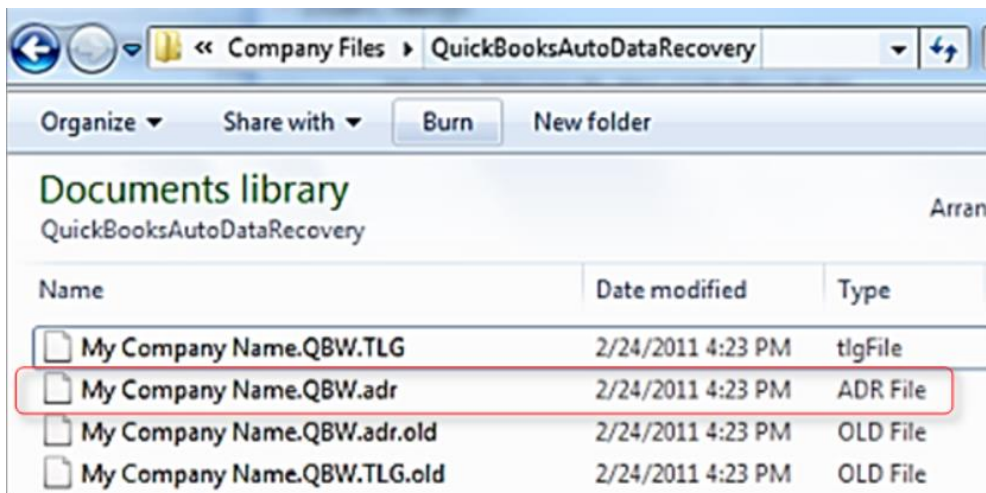 « Company Files ▸ QuickBooksAutoDataRecovery
Organize ▾ Share with ▾ Burn New folder
Documents library
QuickBooksAutoDataRecovery
Arran
Name Date modified Type
My Company Name.QBW.TLG 2/24/2011 4:23 PM tlgFile
My Company Name.QBW.adr 2/24/2011 4:23 PM ADR File
My Company Name.QBW.adr.old 2/24/2011 4:23 PM OLD File
My Company Name.QBW.TLG.old 2/24/2011 4:23 PM OLD File